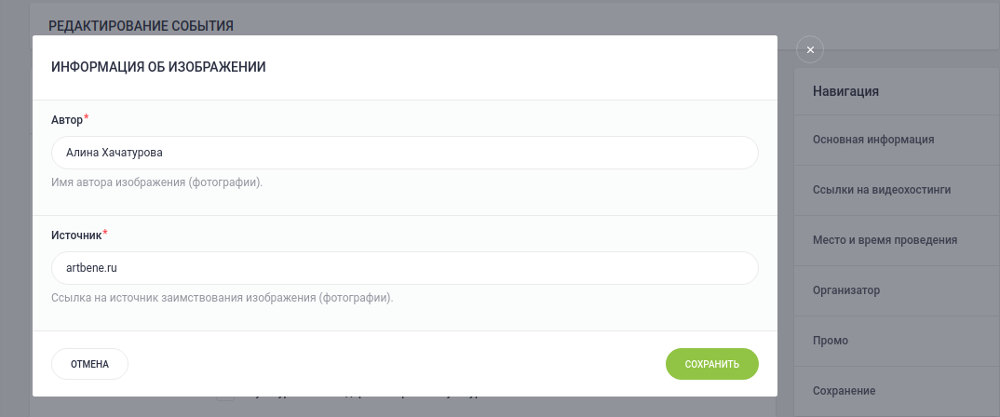 РЕДАКТИРОВАНИЕ СОБЫТИЯ
ИНФОРМАЦИЯ ОБ ИЗОБРАЖЕНИИ
×
Автор*
Алина Хачатурова
Имя автора изображения (фотографии).
Источник*
artbene.ru
Ссылка на источник заимствования изображения (фотографии).
ОТМЕНА
СОХРАНИТЬ
Навигация
Основная информация
Ссылки на видеохостинги
Место и время проведения
Организатор
Промо
Сохранение